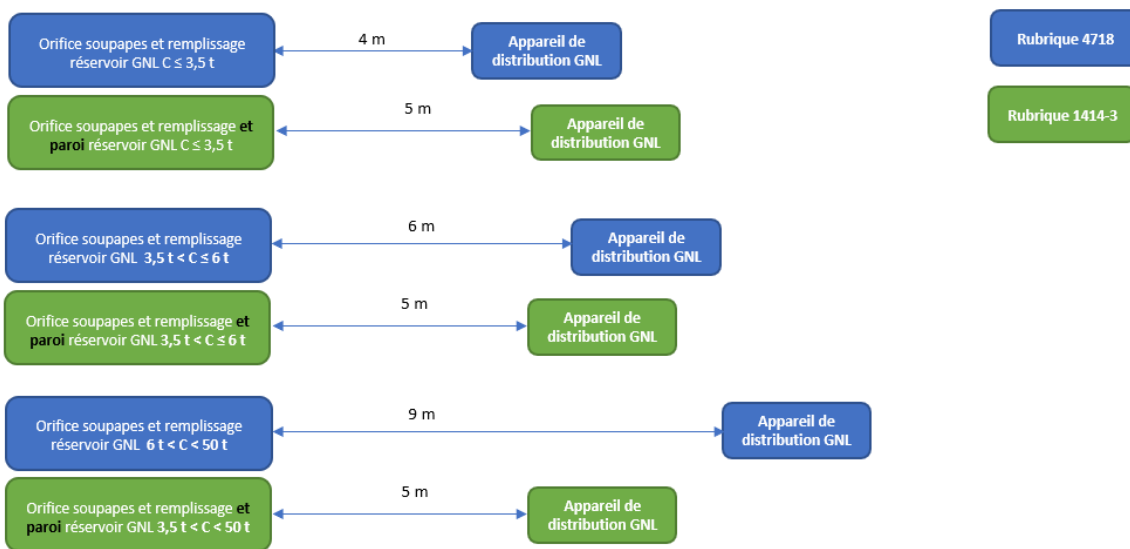 Orifice soupapes et remplissage
réservoir GNL C ≤ 3,5 t
4 m
Appareil de
distribution GNL
Rubrique 4718
Orifice soupapes et remplissage et
paroi réservoir GNL C ≤ 3,5 t
5 m
Appareil de
distribution GNL
Rubrique 1414-3
Orifice soupapes et remplissage
réservoir GNL 3,5 t < C ≤ 6 t
6 m
Appareil de
distribution GNL
Orifice soupapes et remplissage et
paroi réservoir GNL 3,5 t < C ≤ 6 t
5 m
Appareil de
distribution GNL
Orifice soupapes et remplissage
réservoir GNL 6 t < C < 50 t
9 m
Appareil de
distribution GNL
Orifice soupapes et remplissage et
paroi réservoir GNL 3,5 t < C < 50 t
5 m
Appareil de
distribution GNL